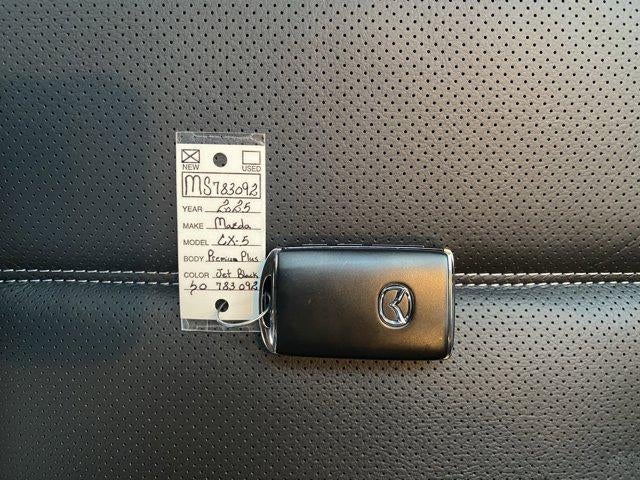 NEW USED
MS783092
YEAR 2025
MAKE Mazda
MODEL CX-5
BODY Premium Plus
COLOR Jet Black
783092